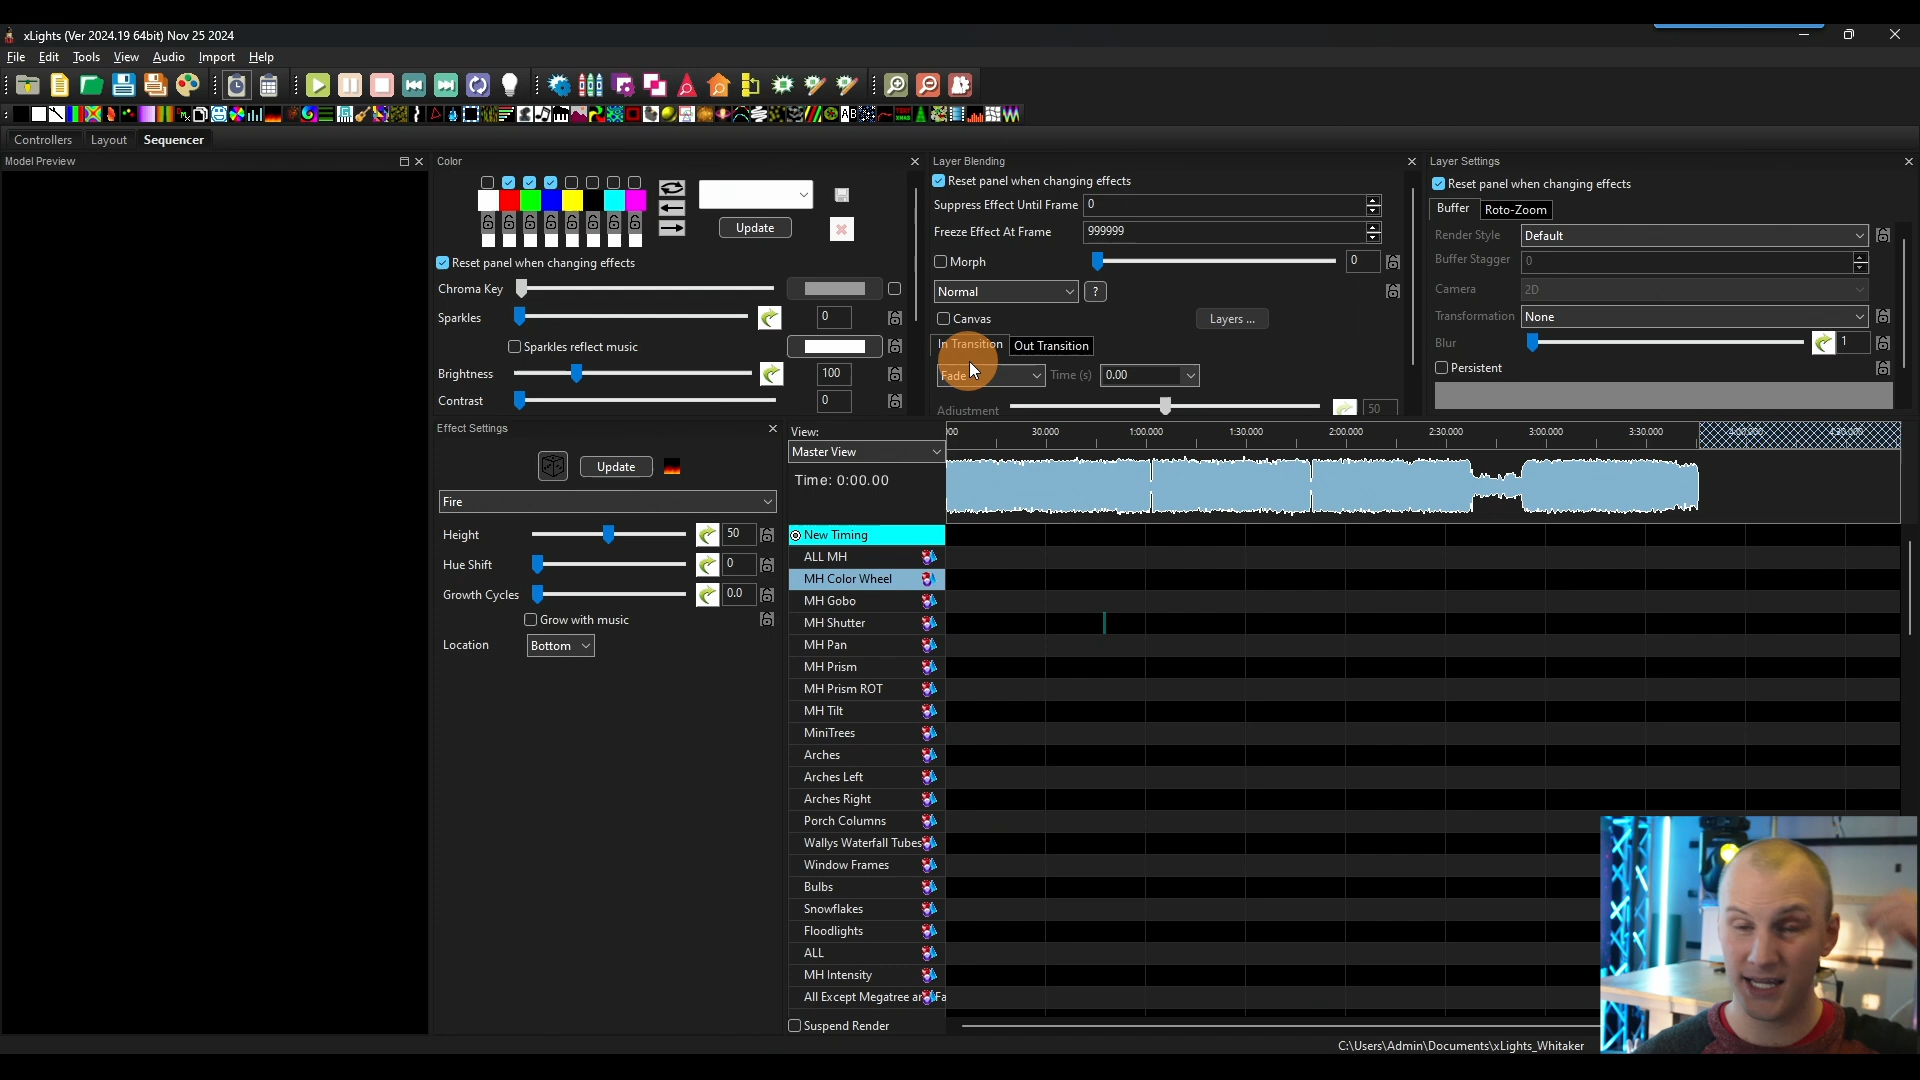 xLights (Ver 2024.19 64bit) Nov 25 2024
File Edit Tools View Audio Import Help
Controllers Layout Sequencer
Model Preview
Color
Update
Reset panel when changing effects
Chroma Key
Sparkles 0
Sparkles reflect music
Brightness 100
Contrast 0
Layer Blending
Reset panel when changing effects
Suppress Effect Until Frame 0
Freeze Effect At Frame 999999
Morph 0
Normal ?
Canvas Layers ...
In Transition Out Transition
Fade Time (s) 0.00
Adjustment 50
Layer Settings
Reset panel when changing effects
Buffer Roto-Zoom
Render Style Default
Buffer Stagger 0
Camera 2D
Transformation None
Blur 1
Persistent
Effect Settings
Update
Fire
Height 50
Hue Shift 0
Growth Cycles 0.0
Grow with music
Location Bottom
View:
Master View
Time: 0:00.00
30.000 1:00.000 1:30.000 2:00.000 2:30.000 3:00.000 3:30.000 4:00.000 4:30.000
New Timing
ALL MH
MH Color Wheel
MH Gobo
MH Shutter
MH Pan
MH Prism
MH Prism ROT
MH Tilt
MiniTrees
Arches
Arches Left
Arches Right
Porch Columns
Wallys Waterfall Tubes
Window Frames
Bulbs
Snowflakes
Floodlights
ALL
MH Intensity
All Except Megatree
Suspend Render
C:\Users\Admin\Documents\xLights_Whitaker